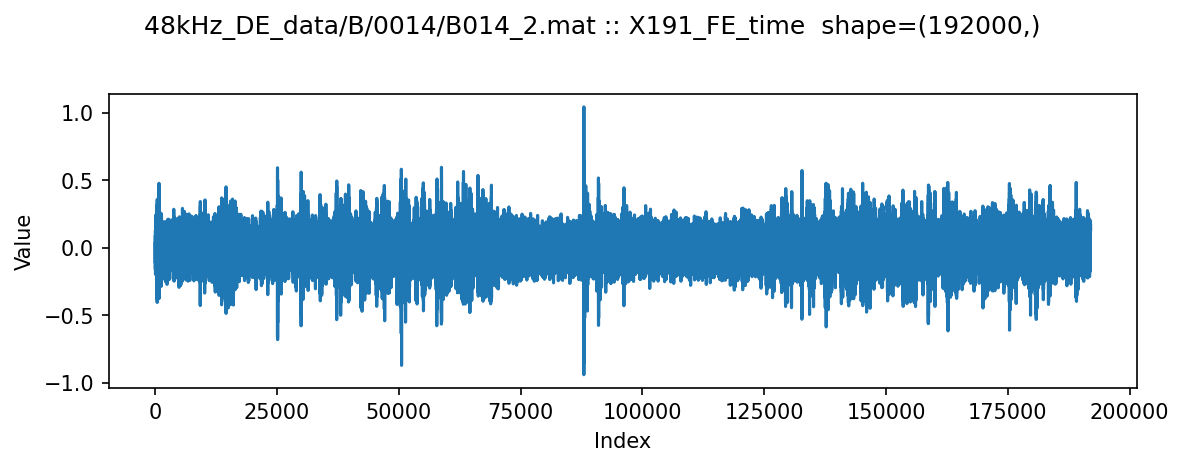 48kHz_DE_data/B/0014/B014_2.mat :: X191_FE_time  shape=(192000,)
1.0
0.5
0.0
−0.5
−1.0
Value
0 25000 50000 75000 100000 125000 150000 175000 200000
Index